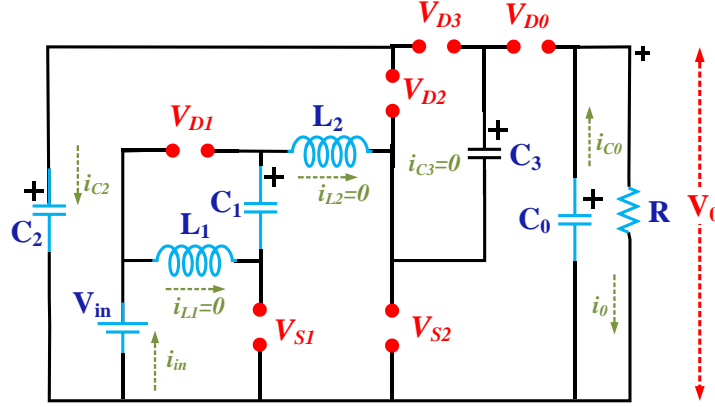 V_D3
V_D0
+
V_D2
V_D1
L_2
+
+
C_3
i_C0
i_C3=0
i_C2
+
i_L2=0
C_1
+
C_2
C_0
R
V_0
L_1
V_in
i_L1=0
V_S1
V_S2
i_0
i_in